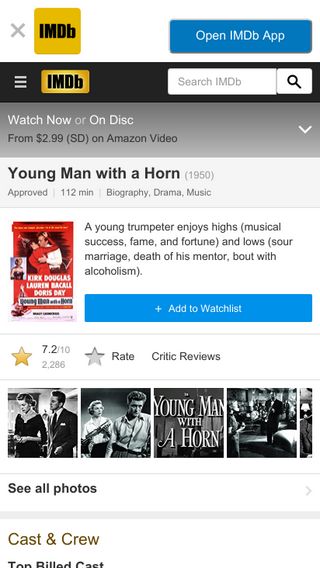 IMDb
Open IMDb App
IMDb
Search IMDb
Watch Now or On Disc
From $2.99 (SD) on Amazon Video
Young Man with a Horn (1950)
Approved | 112 min | Biography, Drama, Music
KIRK DOUGLAS
LAUREN BACALL
DORIS DAY
Young Man with a Horn
A young trumpeter enjoys highs (musical
success, fame, and fortune) and lows (sour
marriage, death of his mentor, bout with
alcoholism).
+ Add to Watchlist
7.2/10
2,286
Rate
Critic Reviews
YOUNG MAN
WITH
A HORN
See all photos
Cast & Crew
Top Billed Cast